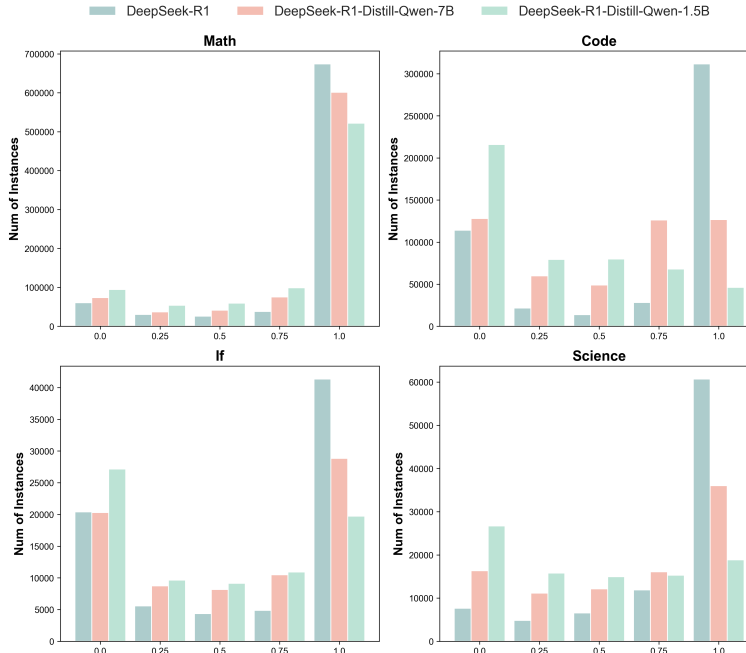 DeepSeek-R1 DeepSeek-R1-Distill-Qwen-7B DeepSeek-R1-Distill-Qwen-1.5B
Math
Num of Instances
700000
600000
500000
400000
300000
200000
100000
0
0.0 0.25 0.5 0.75 1.0
Code
Num of Instances
300000
250000
200000
150000
100000
50000
0
0.0 0.25 0.5 0.75 1.0
If
Num of Instances
40000
35000
30000
25000
20000
15000
10000
5000
0
0.0 0.25 0.5 0.75 1.0
Science
Num of Instances
60000
50000
40000
30000
20000
10000
0
0.0 0.25 0.5 0.75 1.0